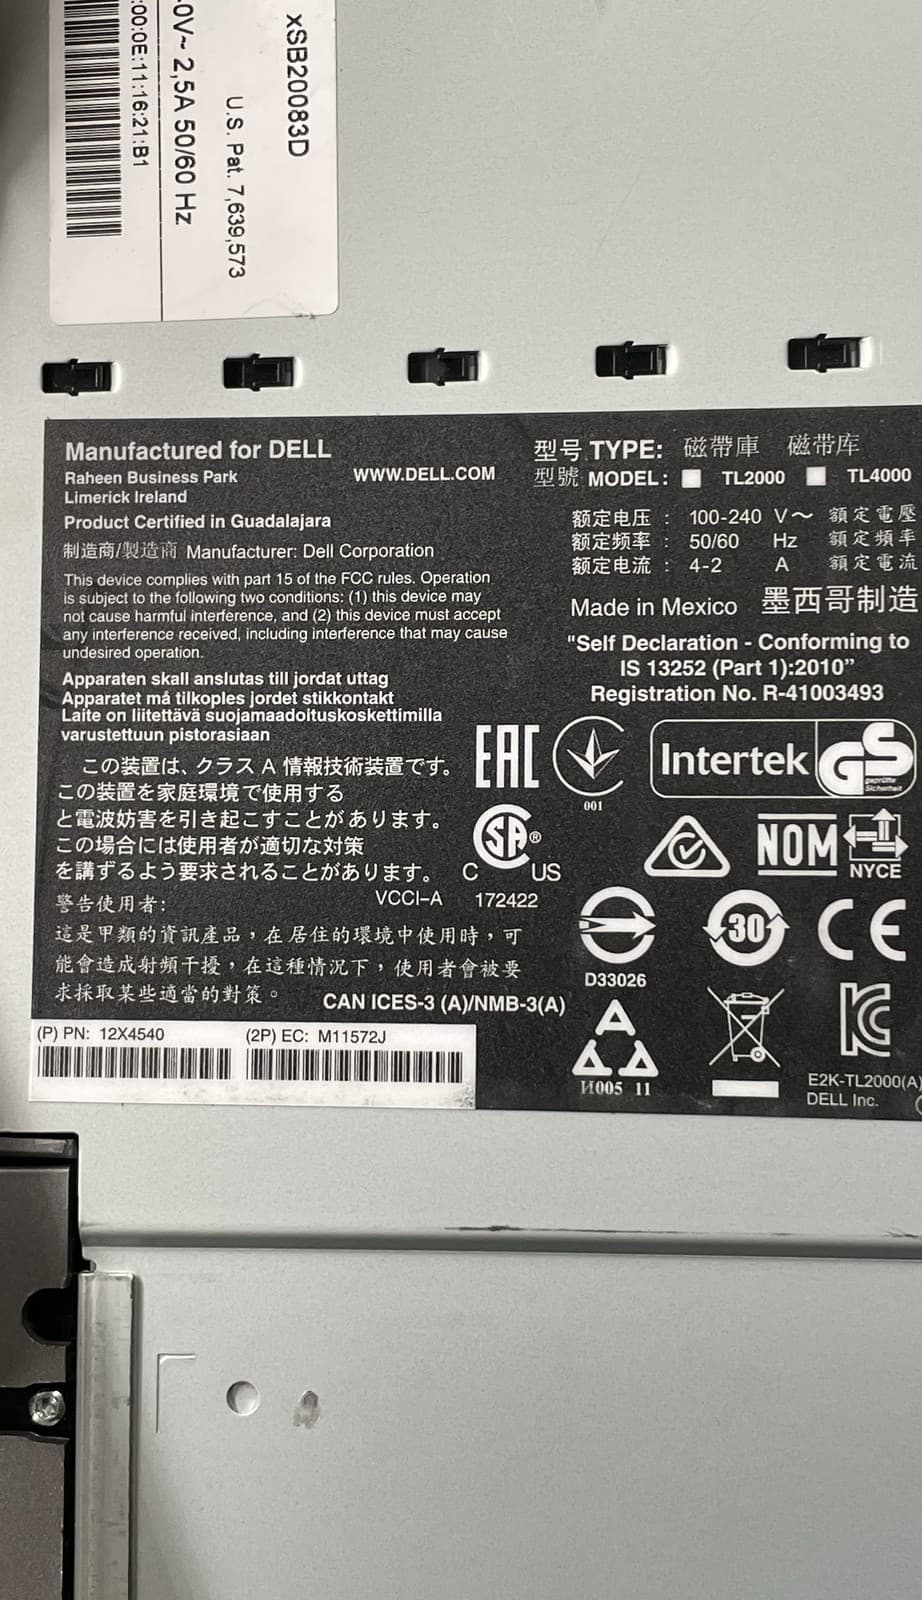 xSB20083D
U.S. Pat. 7,639,573
0V~ 2,5A 50/60 Hz
:00:0E:11:16:21:B1
Manufactured for DELL
Raheen Business Park
Limerick Ireland
WWW.DELL.COM
Product Certified in Guadalajara
制造商/製造商 Manufacturer: Dell Corporation
This device complies with part 15 of the FCC rules. Operation
is subject to the following two conditions: (1) this device may
not cause harmful interference, and (2) this device must accept
any interference received, including interference that may cause
undesired operation.
Apparaten skall anslutas till jordat uttag
Apparatet må tilkoples jordet stikkontakt
Laite on liitettävä suojamaadoituskoskettimilla
varustettuun pistorasiaan
この装置は、クラス A 情報技術装置です。
この装置を家庭環境で使用する
と電波妨害を引き起こすことが あります。
この場合には使用者が適切な対策
を講ずるよう要求されることがあります。
VCCI-A
警告使用者:
這是甲類的資訊產品，在居住的環境中使用時，可
能會造成射頻干擾，在這種情況下，使用者會被要
求採取某些適當的對策。
CAN ICES-3 (A)/NMB-3(A)
(P) PN: 12X4540
(2P) EC: M11572J
型号 TYPE: 磁帶庫 磁带库
型號 MODEL: TL2000 TL4000
额定电压 : 100-240 V～ 額定電壓
额定频率 : 50/60 Hz 額定頻率
额定电流 : 4-2 A 額定電流
Made in Mexico 墨西哥制造
"Self Declaration - Conforming to
IS 13252 (Part 1):2010"
Registration No. R-41003493
EAC
001
Intertek
GS
geprüfte
Sicherheit
SA®
C US
172422
NOM
NYCE
D33026
30
CE
И005 11
E2K-TL2000(A)
DELL Inc.